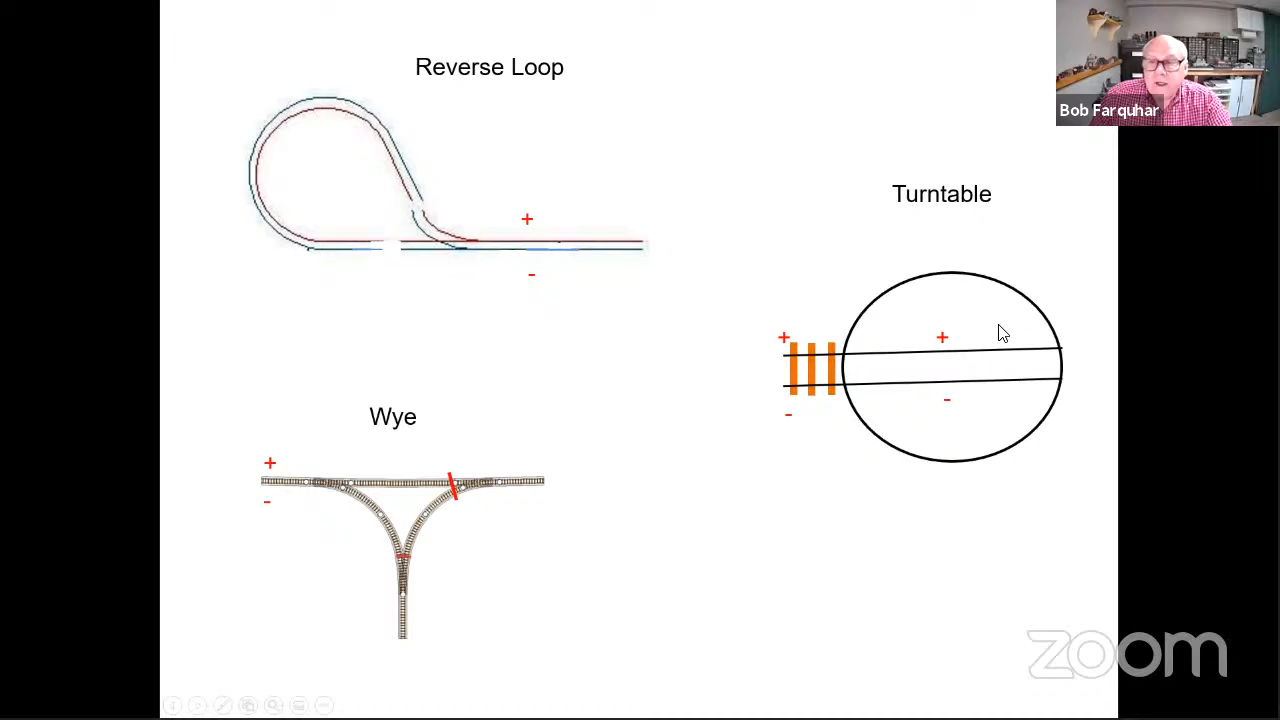 Reverse Loop
Bob Farquhar
+
-
Turntable
+ +
- -
Wye
+
-
zoom